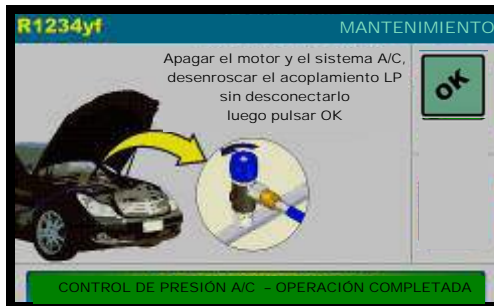 R1234yf
MANTENIMIENTO
Apagar el motor y el sistema A/C,
desenroscar el acoplamiento LP
sin desconectarlo
luego pulsar OK
OK
CONTROL DE PRESIÓN A/C – OPERACIÓN COMPLETADA